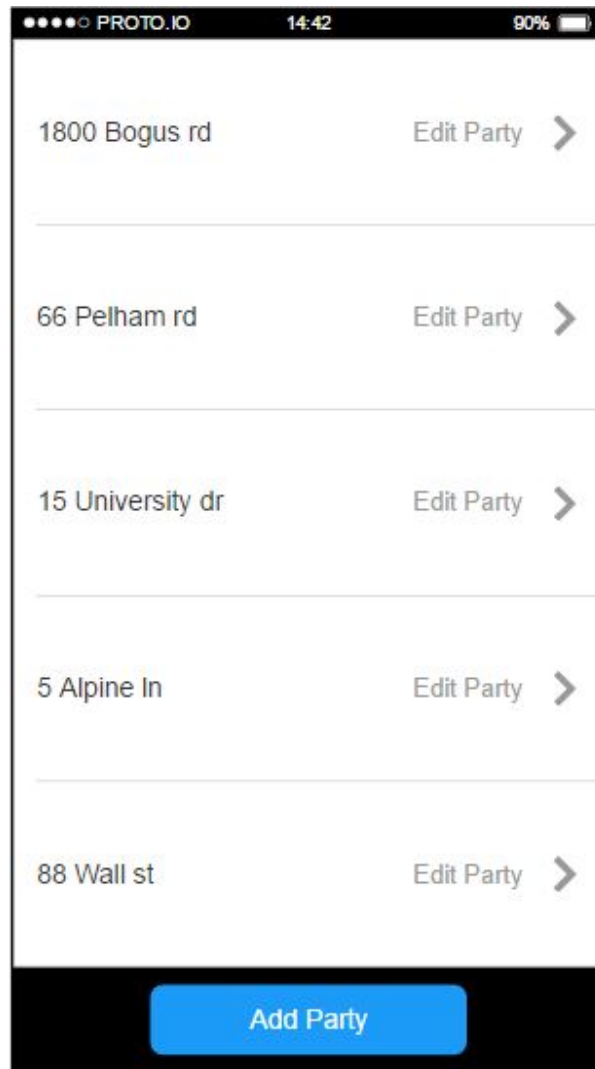 PROTO.IO 14:42 90%
1800 Bogus rd Edit Party
66 Pelham rd Edit Party
15 University dr Edit Party
5 Alpine ln Edit Party
88 Wall st Edit Party
Add Party